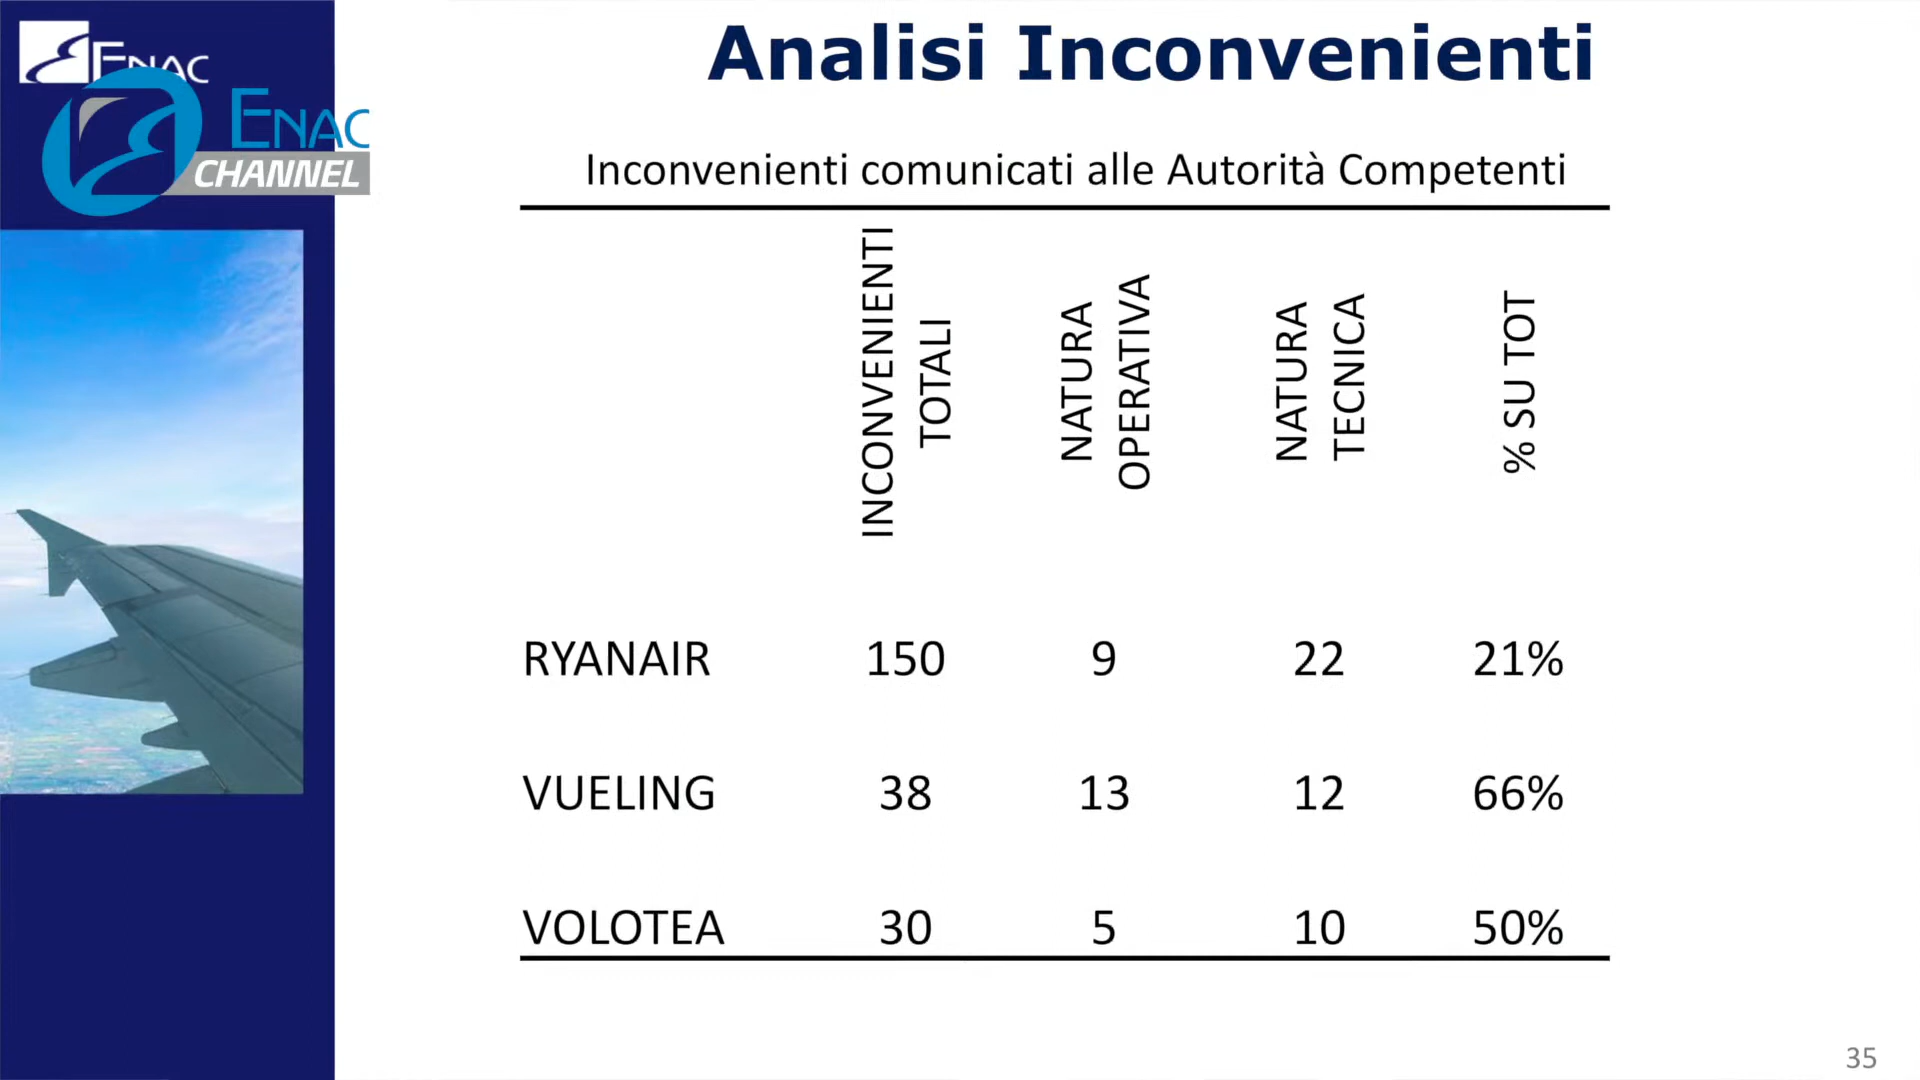 Analisi Inconvenienti
ENAC
ENAC
CHANNEL
Inconvenienti comunicati alle Autorità Competenti
INCONVENIENTI
TOTALI
NATURA
OPERATIVA
NATURA
TECNICA
% SU TOT
RYANAIR 150 9 22 21%
VUELING 38 13 12 66%
VOLOTEA 30 5 10 50%
35